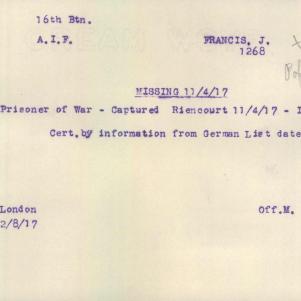 16th Btn.
A.I.F. FRANCIS, J.
1268
MISSING 11/4/17
Prisoner of War - Captured Riencourt 11/4/17 -
Cert. by information from German List date
London Off.M.
2/8/17